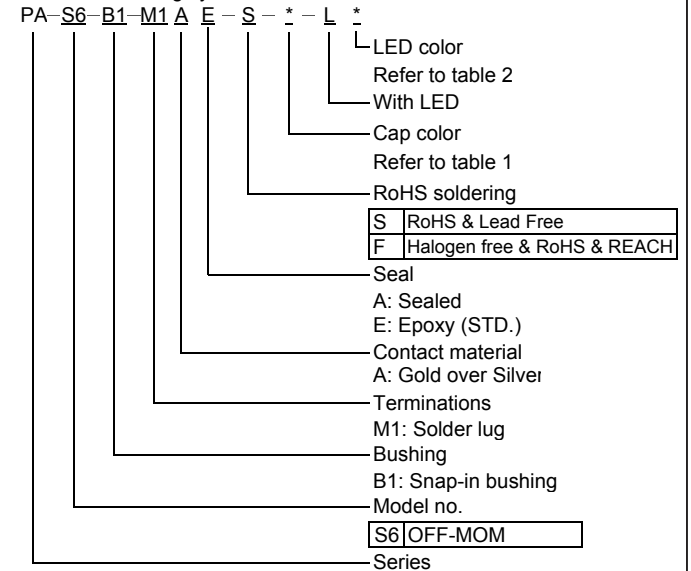 PA–S6–B1–M1 A E – S – * – L *
LED color
Refer to table 2
With LED
Cap color
Refer to table 1
RoHS soldering
S RoHS & Lead Free
F Halogen free & RoHS & REACH
Seal
A: Sealed
E: Epoxy (STD.)
Contact material
A: Gold over Silver
Terminations
M1: Solder lug
Bushing
B1: Snap-in bushing
Model no.
S6 OFF-MOM
Series